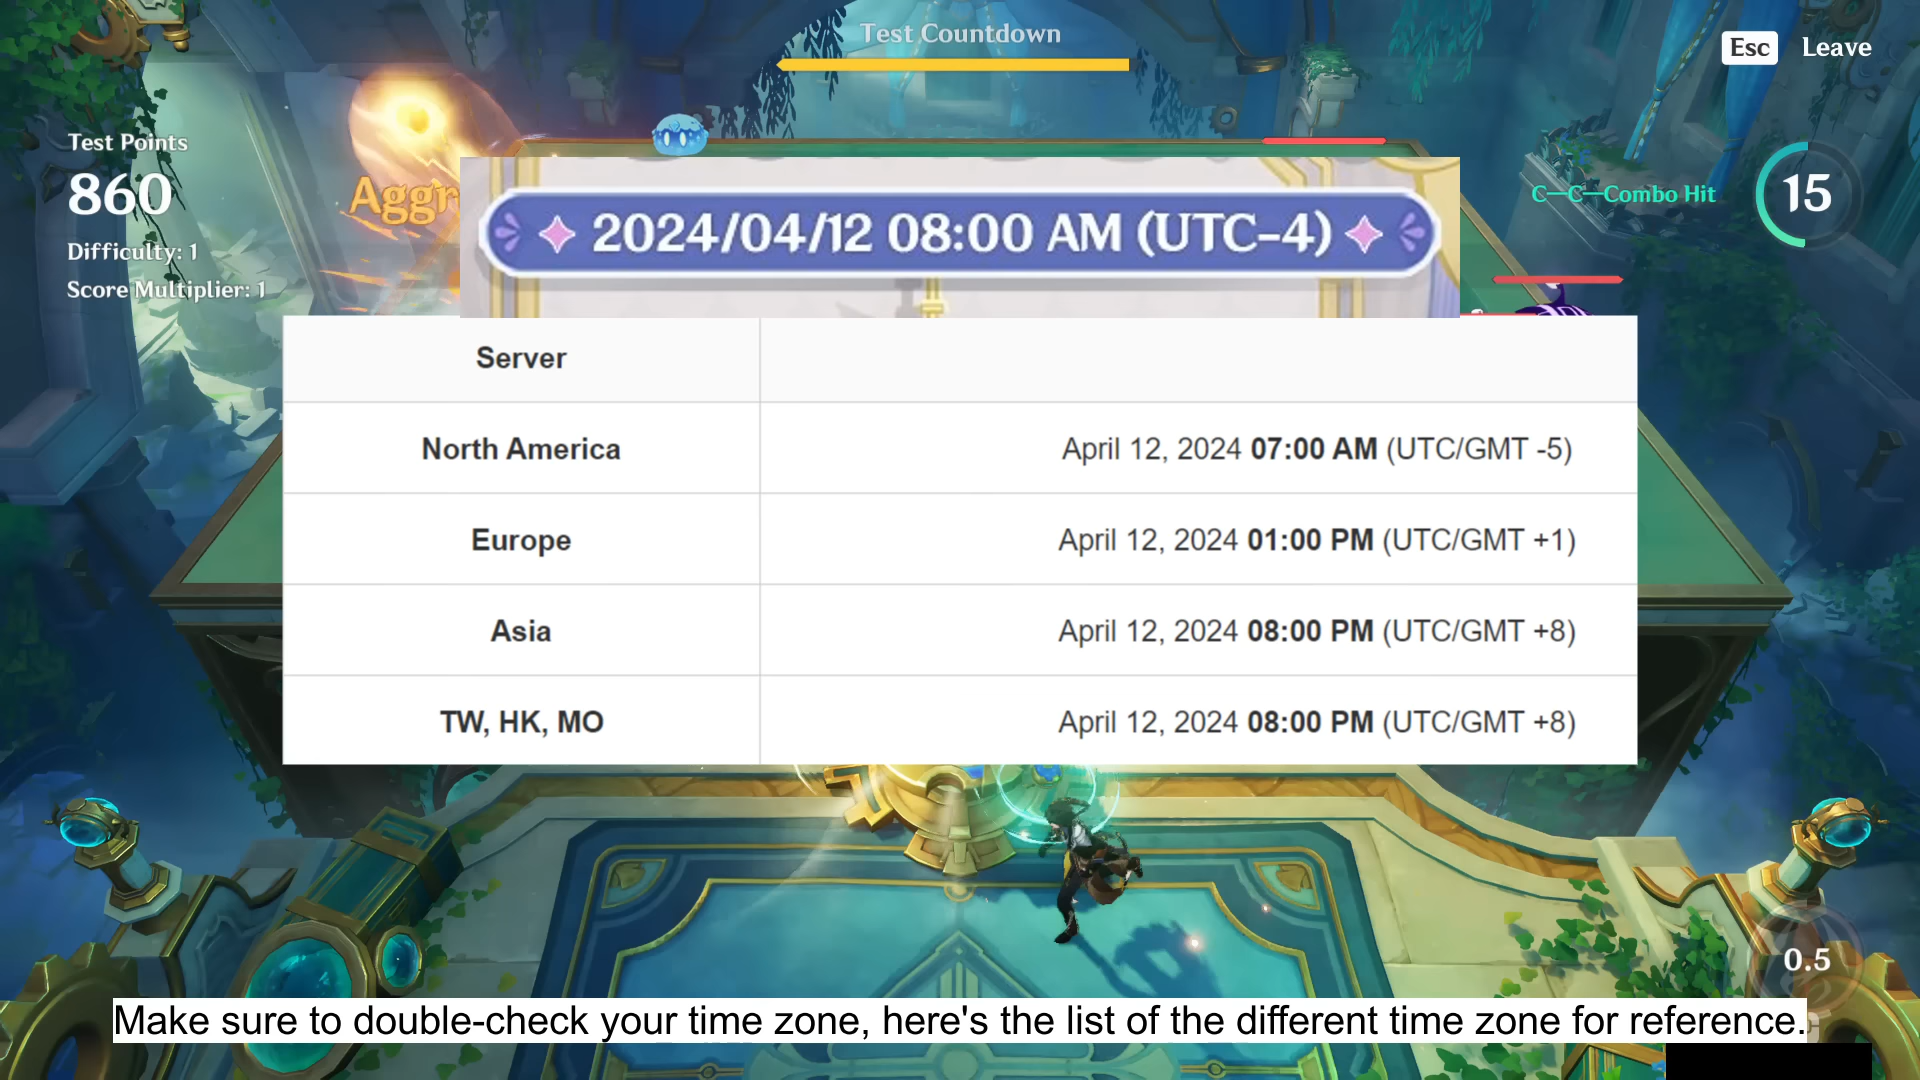 Test Countdown
Esc Leave
Test Points
860
Difficulty: 1
Score Multiplier: 1
Aggr
C—C—Combo Hit
15
2024/04/12 08:00 AM (UTC-4)
Server
North America April 12, 2024 07:00 AM (UTC/GMT -5)
Europe April 12, 2024 01:00 PM (UTC/GMT +1)
Asia April 12, 2024 08:00 PM (UTC/GMT +8)
TW, HK, MO April 12, 2024 08:00 PM (UTC/GMT +8)
0.5
Make sure to double-check your time zone, here's the list of the different time zone for reference.